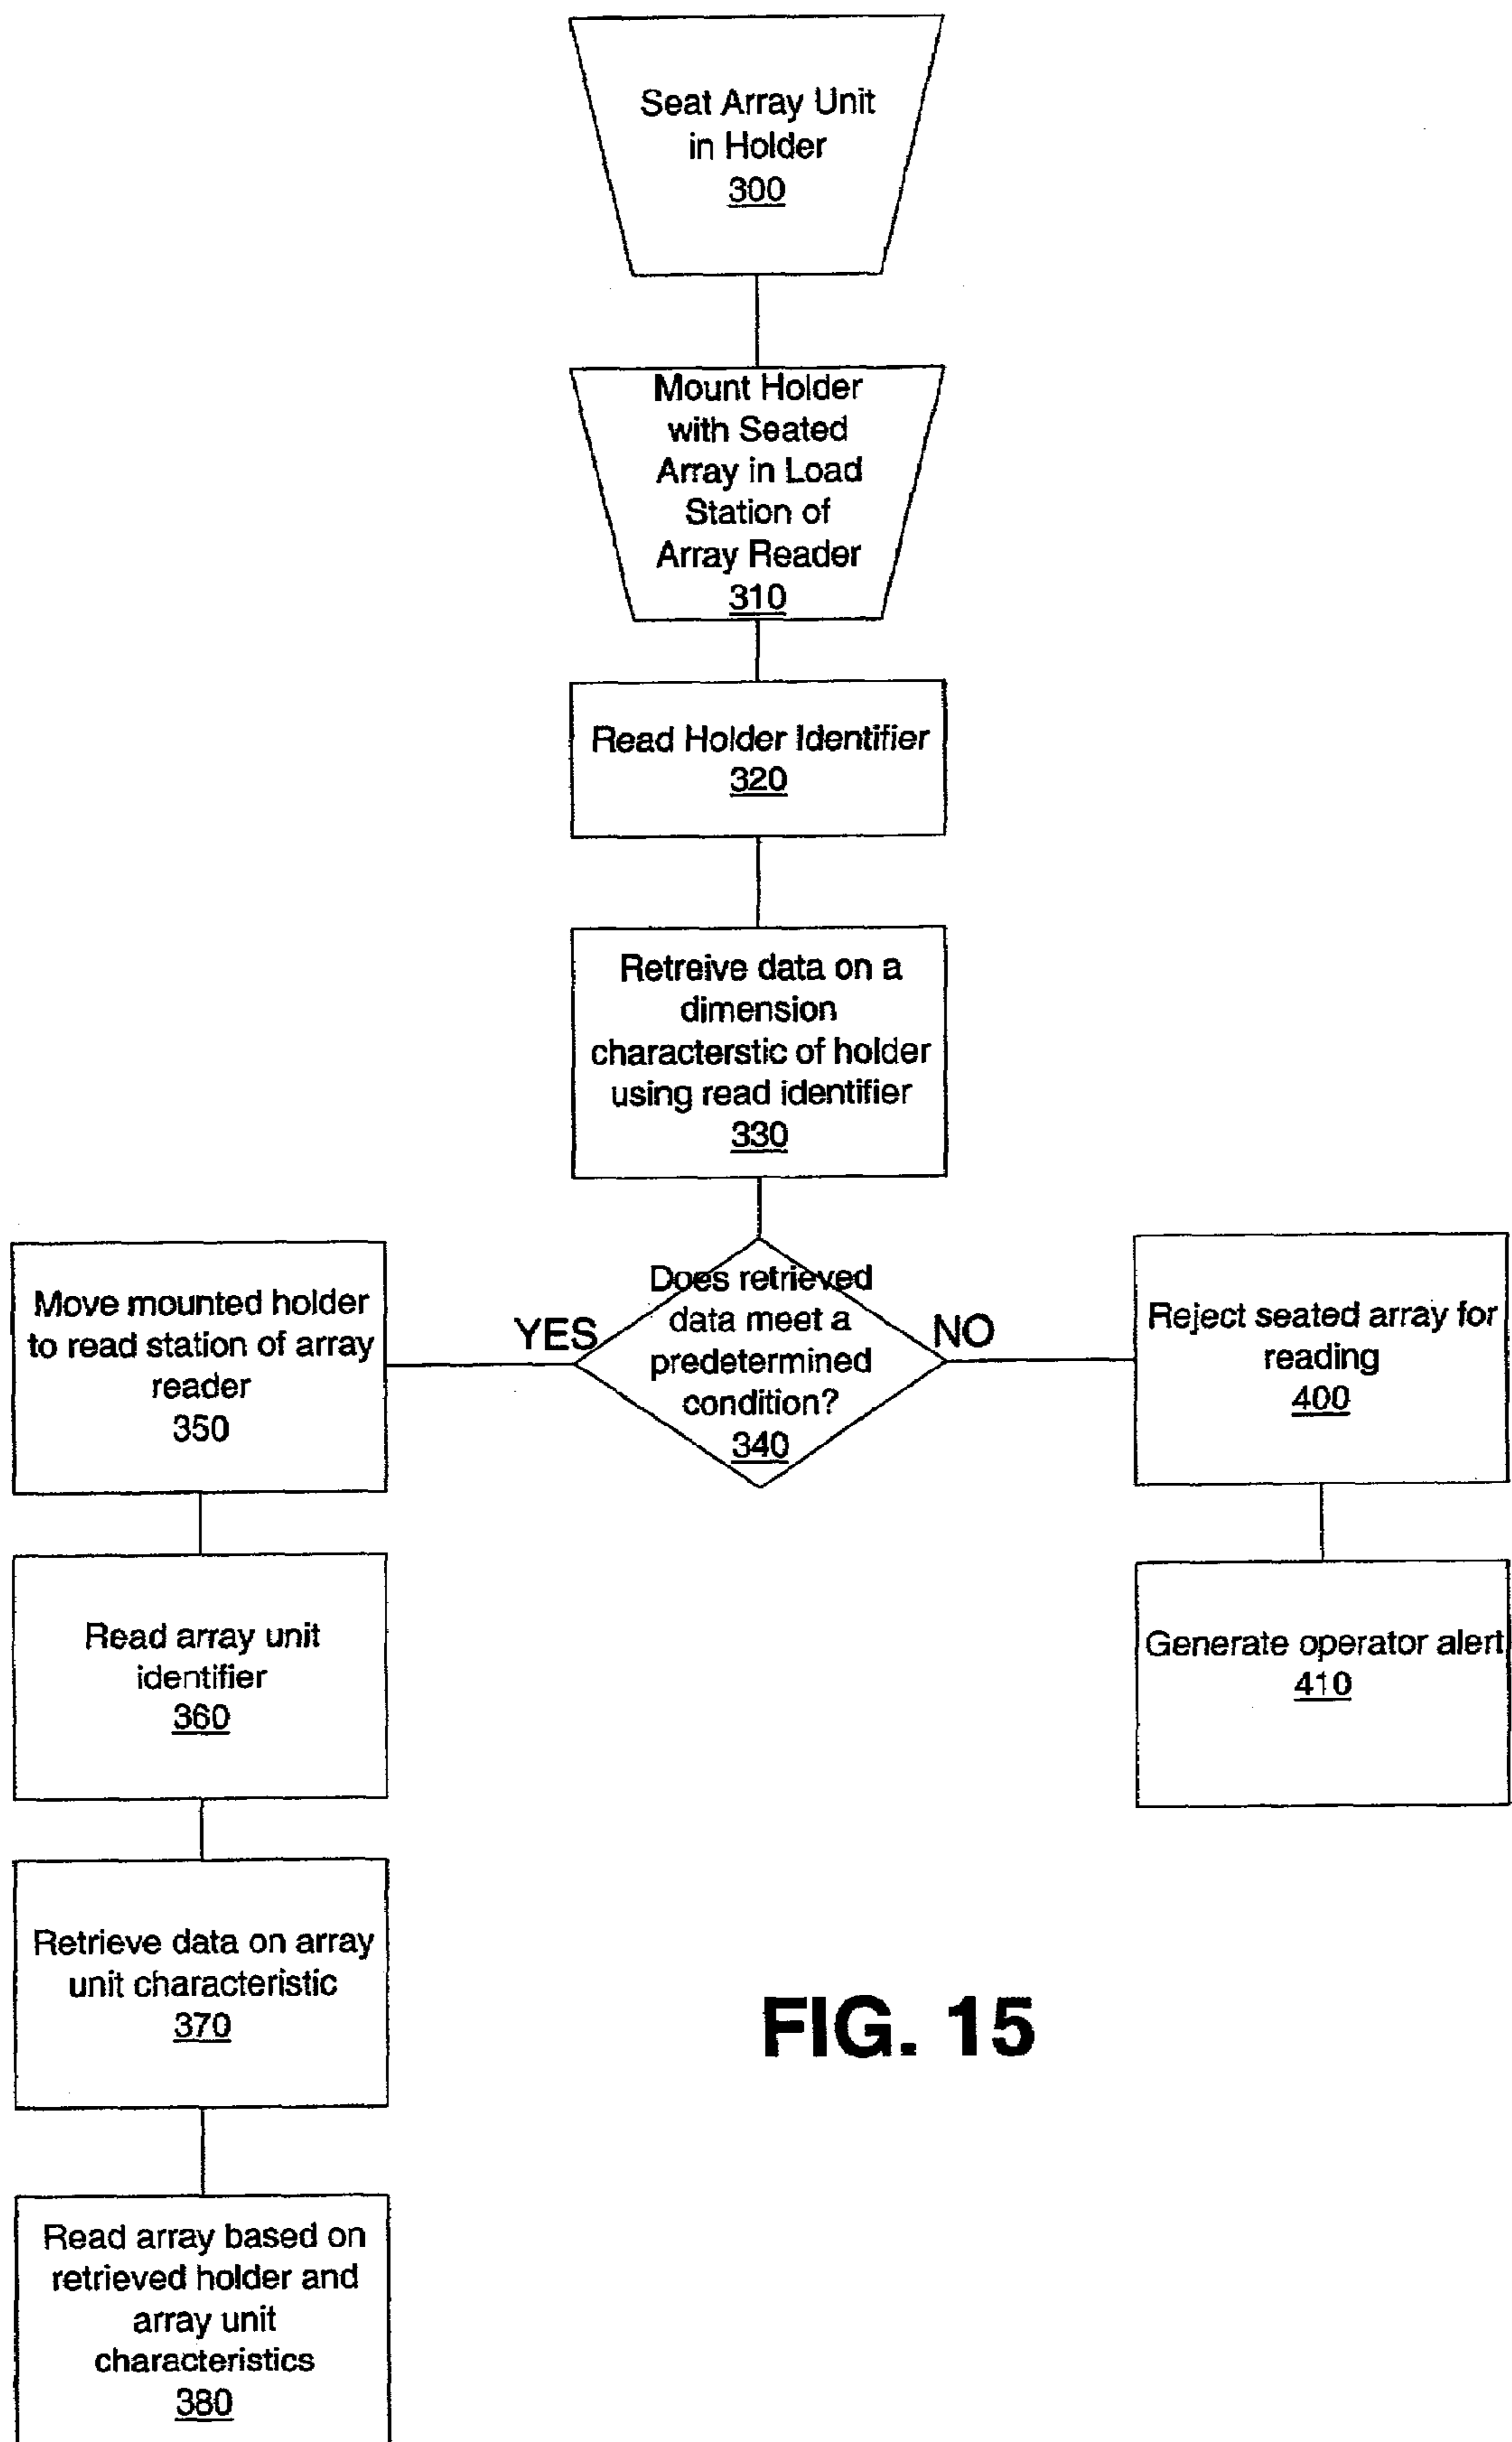 Seat Array Unit
in Holder
300
Mount Holder
with Seated
Array in Load
Station of
Array Reader
310
Read Holder Identifier
320
Retreive data on a
dimension
characterstic of holder
using read identifier
330
Does retrieved
data meet a
predetermined
condition?
340
YES
NO
Move mounted holder
to read station of array
reader
350
Read array unit
identifier
360
Retrieve data on array
unit characteristic
370
Read array based on
retrieved holder and
array unit
characteristics
380
Reject seated array for
reading
400
Generate operator alert
410
FIG. 15